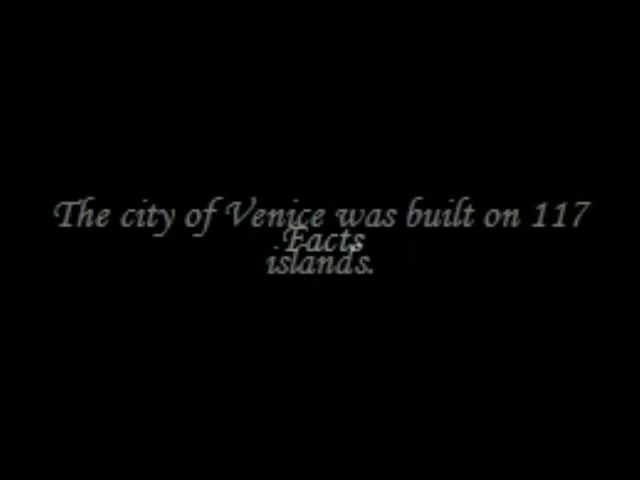 The city of Venice was built on 117
Facts
islands.